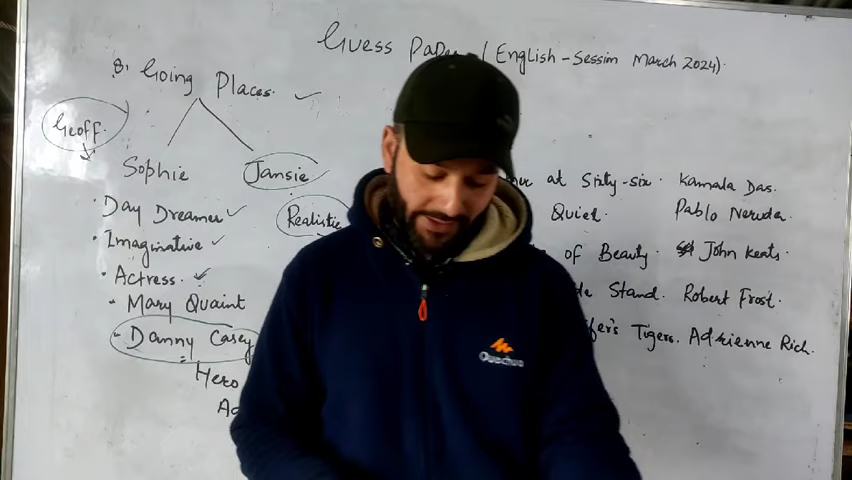 Guess Paper (English - Session March 2024)
8. Going Places
Geoff
Sophie
Jansie
Day Dreamer
Imaginative
Actress
Mary Quaint
Danny Casey
Hero
Realistic
at Sixty-six. Kamala Das.
Quiet. Pablo Neruda.
of Beauty. John Keats.
Stand. Robert Frost.
Tigers. Adrienne Rich.
Quechua